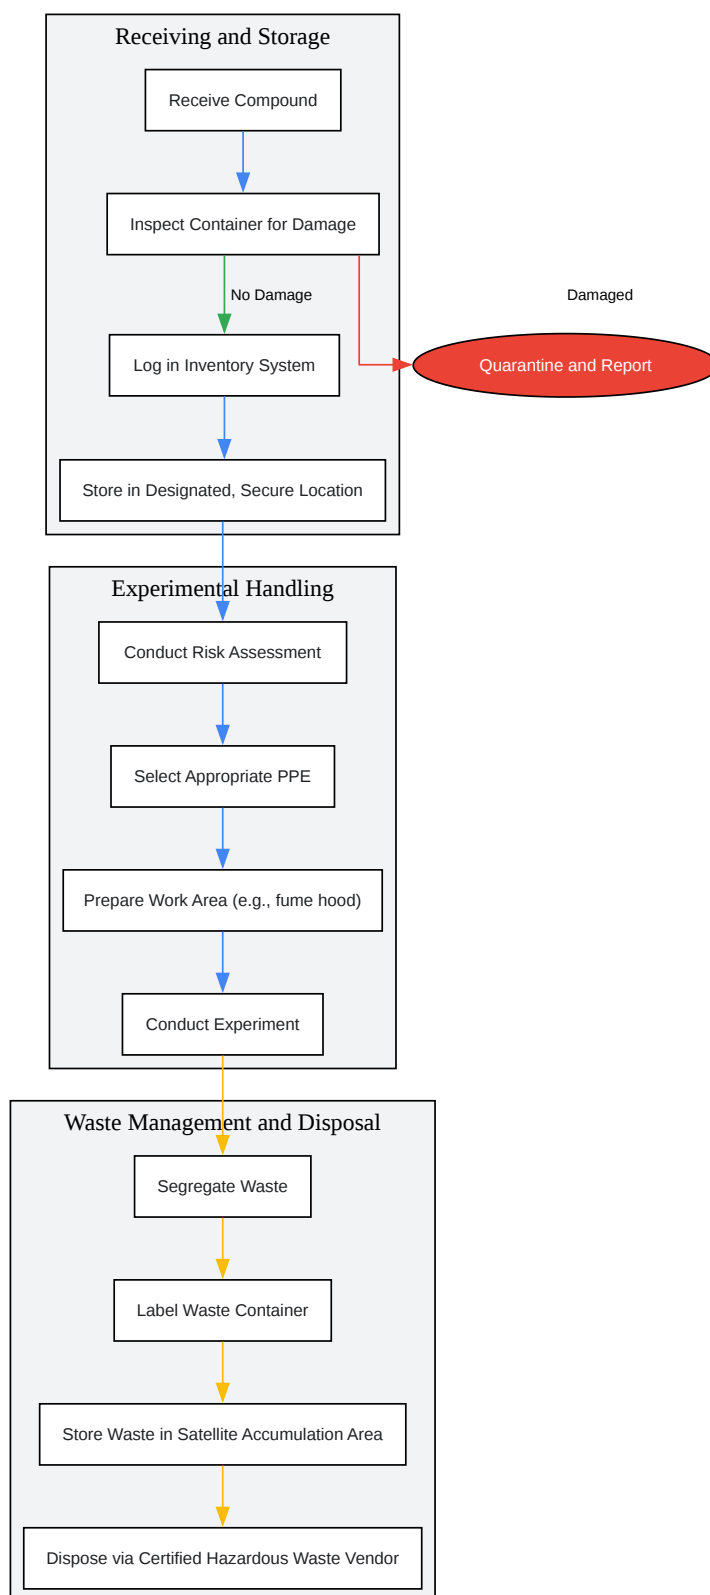 Receiving and Storage
Receive Compound
Inspect Container for Damage
No Damage
Damaged
Log in Inventory System
Quarantine and Report
Store in Designated, Secure Location
Experimental Handling
Conduct Risk Assessment
Select Appropriate PPE
Prepare Work Area (e.g., fume hood)
Conduct Experiment
Waste Management and Disposal
Segregate Waste
Label Waste Container
Store Waste in Satellite Accumulation Area
Dispose via Certified Hazardous Waste Vendor